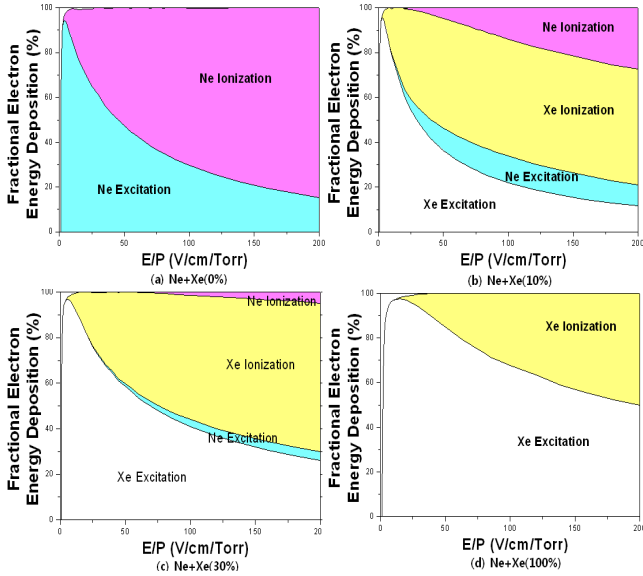 Fractional Electron
Energy Deposition (%)
100
80
60
40
20
0
Ne Ionization
Ne Excitation
0
50
100
150
200
E/P (V/cm/Torr)
(a) Ne+Xe(0%)
Fractional Electron
Energy Deposition (%)
100
80
60
40
20
0
Ne Ionization
Xe Ionization
Ne Excitation
Xe Excitation
0
50
100
150
200
E/P (V/cm/Torr)
(b) Ne+Xe(10%)
Fractional Electron
Energy Deposition (%)
100
80
60
40
20
0
Ne Ionization
Xe Ionization
Ne Excitation
Xe Excitation
0
50
100
150
200
E/P (V/cm/Torr)
(c) Ne+Xe(30%)
Fractional Electron
Energy Deposition (%)
100
80
60
40
20
0
Xe Ionization
Xe Excitation
0
50
100
150
200
E/P (V/cm/Torr)
(d) Ne+Xe(100%)